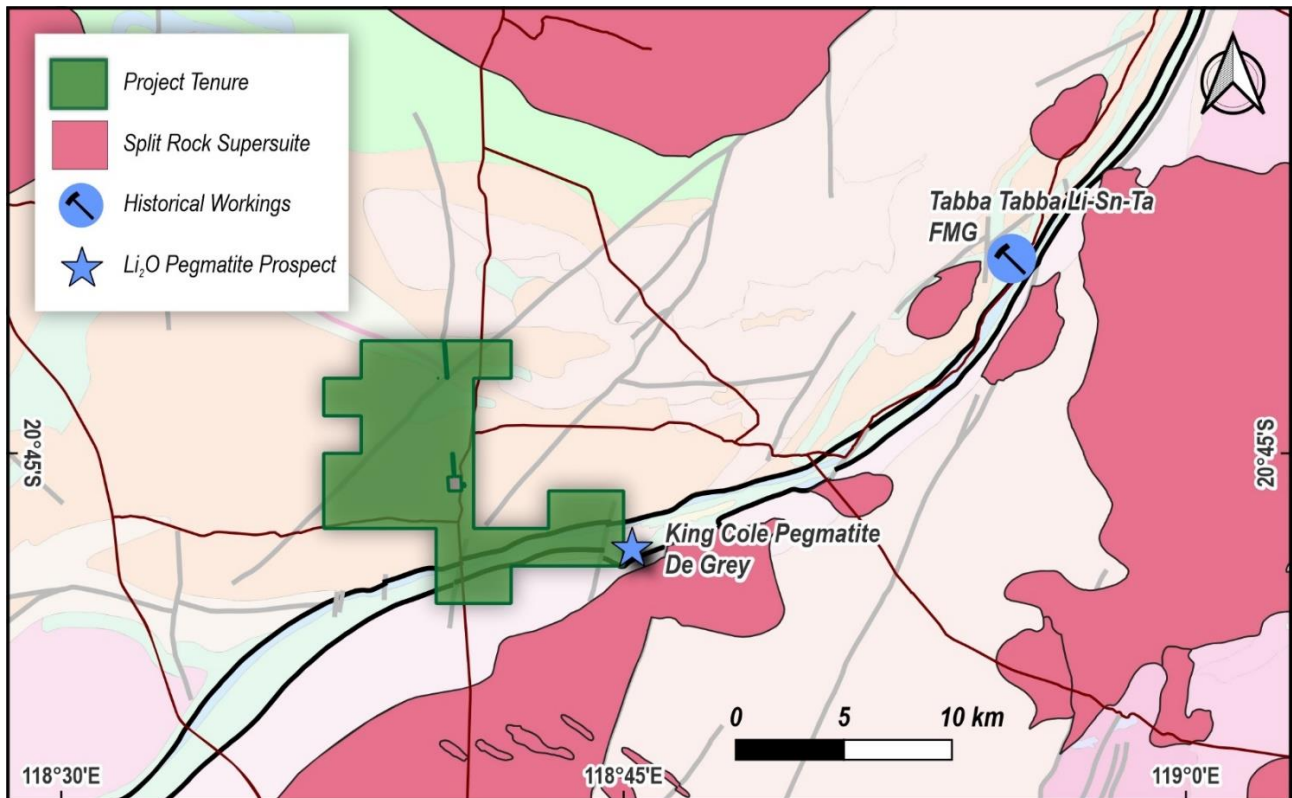 Project Tenure
Split Rock Supersuite
Historical Workings
Li₂O Pegmatite Prospect
Tabba Tabba Li-Sn-Ta
FMG
20°45'S
20°45'S
King Cole Pegmatite
De Grey
0 5 10 km
118°30'E
118°45'E
119°0'E